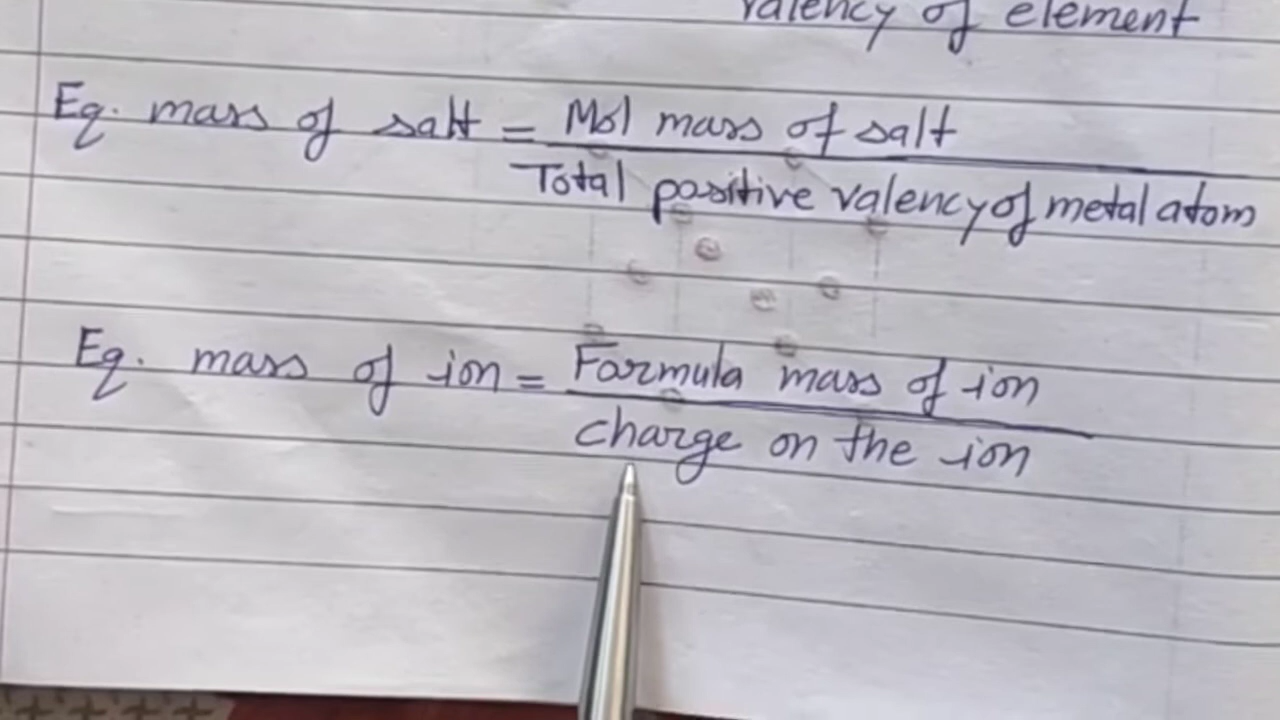 valency of element
Eq. mass of salt = Mol mass of salt
Total positive valency of metal atom
Eq. mass of ion = Formula mass of ion
charge on the ion